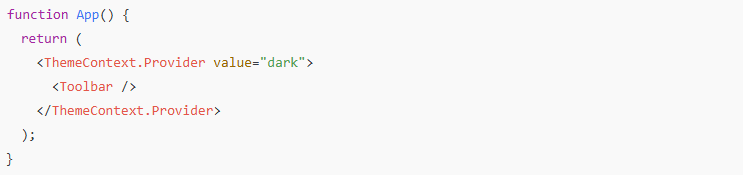 function App() {
  return (
    <ThemeContext.Provider value="dark">
      <Toolbar />
    </ThemeContext.Provider>
  );
}